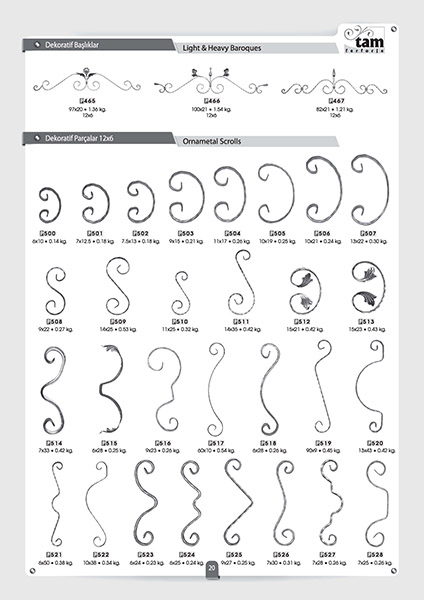 tam
ferforje
Dekoratif Başlıklar
Light & Heavy Baroques
465 466 467
97x20 + 1.36 kg. 100x21 + 1.54 kg. 82x21 + 1.21 kg.
12x6 12x6 12x6
Dekoratif Parçalar 12x6
Ornametal Scrolls
500 501 502 503 504 505 506 507
6x10 + 0.14 kg. 7x12.5 + 0.18 kg. 7.5x13 + 0.18 kg. 9x15 + 0.21 kg. 11x17 + 0.26 kg. 10x19 + 0.25 kg. 10x21 + 0.24 kg. 13x22 + 0.30 kg.
508 509 510 511 512 513
9x22 + 0.27 kg. 14x25 + 0.53 kg. 11x25 + 0.32 kg. 14x35 + 0.42 kg. 15x21 + 0.42 kg. 15x23 + 0.43 kg.
514 515 516 517 518 519 520
7x33 + 0.42 kg. 6x28 + 0.25 kg. 9x23 + 0.26 kg. 60x10 + 0.54 kg. 6x28 + 0.26 kg. 90x9 + 0.45 kg. 13x43 + 0.42 kg.
521 522 523 524 525 526 527 528
6x50 + 0.38 kg. 10x38 + 0.34 kg. 6x24 + 0.23 kg. 6x25 + 0.24 kg. 9x27 + 0.25 kg. 7x30 + 0.31 kg. 7x28 + 0.26 kg. 7x25 + 0.26 kg.
20